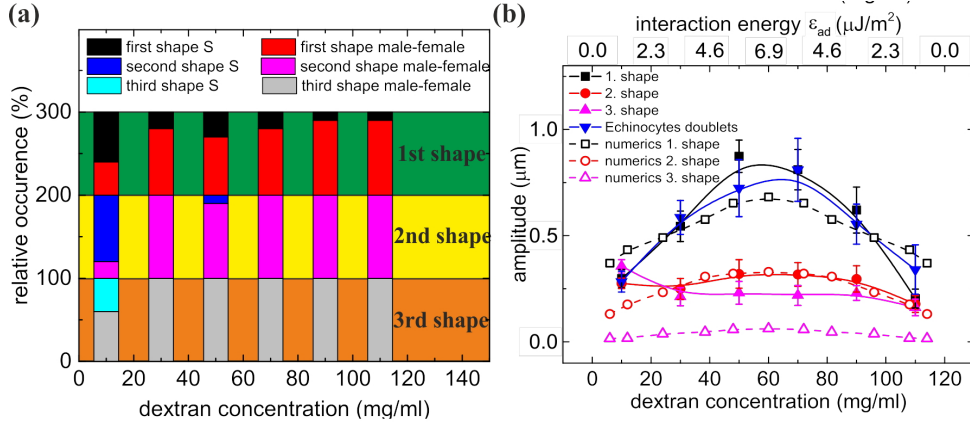 (a)
first shape S
first shape male-female
second shape S
second shape male-female
third shape S
third shape male-female
400
300
200
100
0
relative occurence (%)
1st shape
2nd shape
3rd shape
0 20 40 60 80 100 120 140
dextran concentration (mg/ml)
(b)
interaction energy ε_ad (μJ/m²)
0.0 2.3 4.6 6.9 4.6 2.3 0.0
1. shape
2. shape
3. shape
Echinocytes doublets
numerics 1. shape
numerics 2. shape
numerics 3. shape
1.0
0.5
0.0
amplitude (μm)
0 20 40 60 80 100 120
dextran concentration (mg/ml)